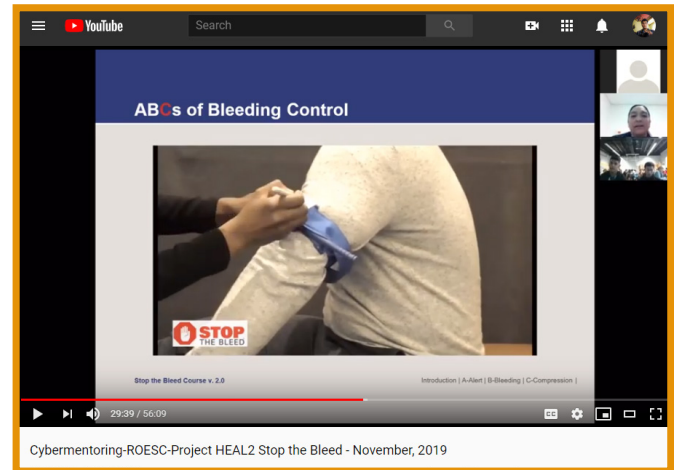 YouTube
Search
ABCs of Bleeding Control
STOP
THE BLEED
Stop the Bleed Course v. 2.0
Introduction | A-Alert | B-Bleeding | C-Compression |
29:39 / 56:09
CC
Cybermentoring-ROESC-Project HEAL2 Stop the Bleed - November, 2019